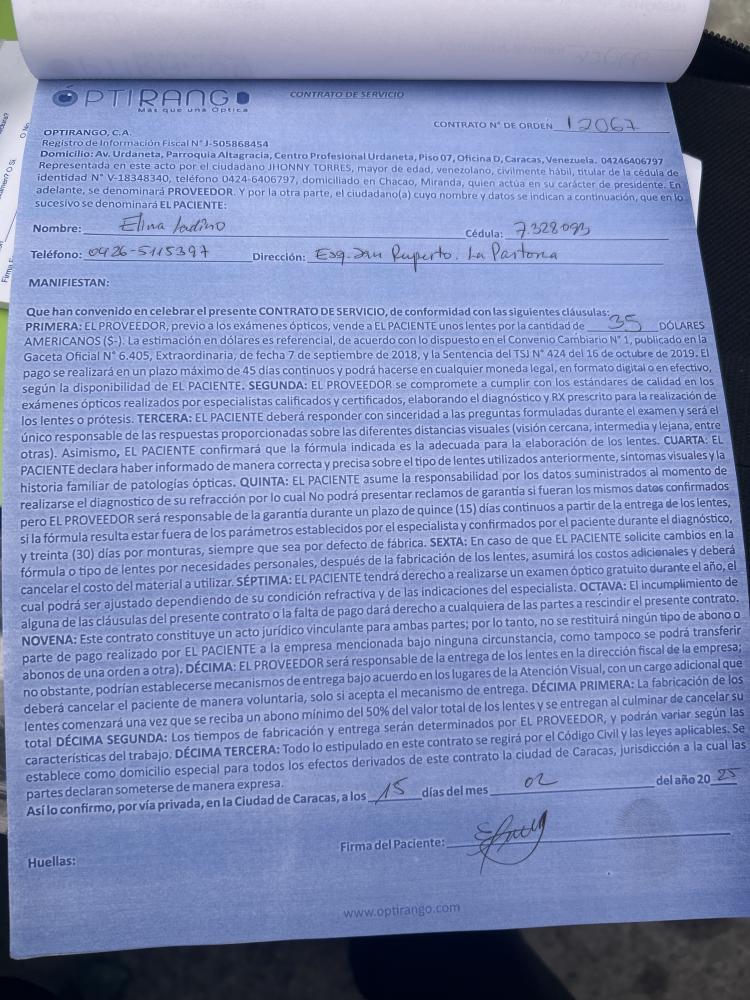 ÓPTIRANGO
Más que una Óptica
CONTRATO DE SERVICIO
CONTRATO N° DE ORDEN 12067
OPTIRANGO, C.A.
Registro de Información Fiscal N° J-505868454
Domicilio: Av. Urdaneta, Parroquia Altagracia, Centro Profesional Urdaneta, Piso 07, Oficina D, Caracas, Venezuela. 04246406797
Representada en este acto por el ciudadano JHONNY TORRES, mayor de edad, venezolano, civilmente hábil, titular de la cédula de
identidad N° V-18348340, teléfono 0424-6406797, domiciliado en Chacao, Miranda, quien actúa en su carácter de presidente. En
adelante, se denominará PROVEEDOR. Y por la otra parte, el ciudadano(a) cuyo nombre y datos se indican a continuación, que en lo
sucesivo se denominará EL PACIENTE:
Nombre: Elina Cédula: 7.328.093
Teléfono: 0426-5115397 Dirección: Esq. San Ruperto. La Pastora
MANIFIESTAN:
Que han convenido en celebrar el presente CONTRATO DE SERVICIO, de conformidad con las siguientes cláusulas:
PRIMERA: EL PROVEEDOR, previo a los exámenes ópticos, vende a EL PACIENTE unos lentes por la cantidad de 35 DÓLARES
AMERICANOS ($-). La estimación en dólares es referencial, de acuerdo con lo dispuesto en el Convenio Cambiario N° 1, publicado en la
Gaceta Oficial N° 6.405, Extraordinaria, de fecha 7 de septiembre de 2018, y la Sentencia del TSJ N° 424 del 16 de octubre de 2019. El
pago se realizará en un plazo máximo de 45 días continuos y podrá hacerse en cualquier moneda legal, en formato digital o en efectivo,
según la disponibilidad de EL PACIENTE. SEGUNDA: EL PROVEEDOR se compromete a cumplir con los estándares de calidad en los
exámenes ópticos realizados por especialistas calificados y certificados, elaborando el diagnóstico y RX prescrito para la realización de
los lentes o prótesis. TERCERA: EL PACIENTE deberá responder con sinceridad a las preguntas formuladas durante el examen y será el
único responsable de las respuestas proporcionadas sobre las diferentes distancias visuales (visión cercana, intermedia y lejana, entre
otras). Asimismo, EL PACIENTE confirmará que la fórmula indicada es la adecuada para la elaboración de los lentes. CUARTA: EL
PACIENTE declara haber informado de manera correcta y precisa sobre el tipo de lentes utilizados anteriormente, síntomas visuales y la
historia familiar de patologías ópticas. QUINTA: EL PACIENTE asume la responsabilidad por los datos suministrados al momento de
realizarse el diagnostico de su refracción por lo cual No podrá presentar reclamos de garantía si fueran los mismos datos confirmados
pero EL PROVEEDOR será responsable de la garantía durante un plazo de quince (15) días continuos a partir de la entrega de los lentes,
si la fórmula resulta estar fuera de los parámetros establecidos por el especialista y confirmados por el paciente durante el diagnóstico,
y treinta (30) días por monturas, siempre que sea por defecto de fábrica. SEXTA: En caso de que EL PACIENTE solicite cambios en la
fórmula o tipo de lentes por necesidades personales, después de la fabricación de los lentes, asumirá los costos adicionales y deberá
cancelar el costo del material a utilizar. SÉPTIMA: EL PACIENTE tendrá derecho a realizarse un examen óptico gratuito durante el año, el
cual podrá ser ajustado dependiendo de su condición refractiva y de las indicaciones del especialista. OCTAVA: El incumplimiento de
alguna de las cláusulas del presente contrato o la falta de pago dará derecho a cualquiera de las partes a rescindir el presente contrato.
NOVENA: Este contrato constituye un acto jurídico vinculante para ambas partes; por lo tanto, no se restituirá ningún tipo de abono o
parte de pago realizado por EL PACIENTE a la empresa mencionada bajo ninguna circunstancia, como tampoco se podrá transferir
abonos de una orden a otra). DÉCIMA: EL PROVEEDOR será responsable de la entrega de los lentes en la dirección fiscal de la empresa;
no obstante, podrían establecerse mecanismos de entrega bajo acuerdo en los lugares de la Atención Visual, con un cargo adicional que
deberá cancelar el paciente de manera voluntaria, solo si acepta el mecanismo de entrega. DÉCIMA PRIMERA: La fabricación de los
lentes comenzará una vez que se reciba un abono mínimo del 50% del valor total de los lentes y se entregan al culminar de cancelar su
total DÉCIMA SEGUNDA: Los tiempos de fabricación y entrega serán determinados por EL PROVEEDOR, y podrán variar según las
características del trabajo. DÉCIMA TERCERA: Todo lo estipulado en este contrato se regirá por el Código Civil y las leyes aplicables. Se
establece como domicilio especial para todos los efectos derivados de este contrato la ciudad de Caracas, jurisdicción a la cual las
partes declaran someterse de manera expresa.
Así lo confirmo, por vía privada, en la Ciudad de Caracas, a los 15 días del mes 02 del año 2025
Firma del Paciente:
Huellas:
www.optirango.com